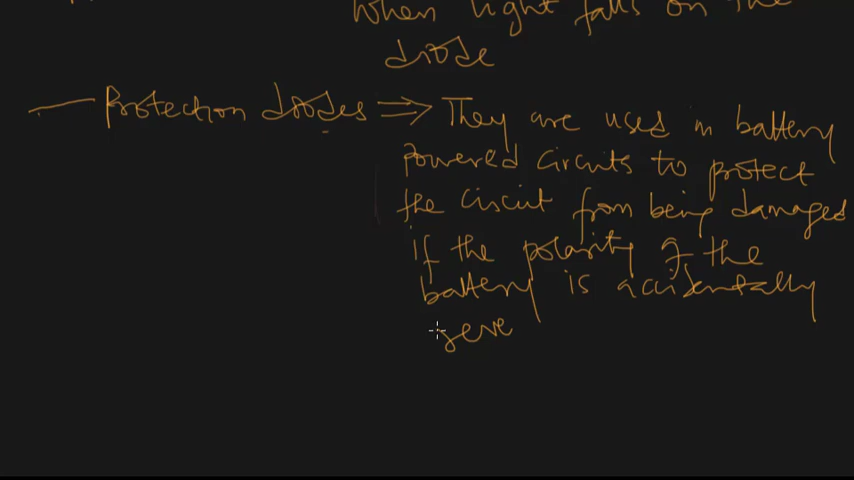 When light falls on the
diode
— Protection diodes ⇒ They are used in battery
powered circuits to protect
the circuit from being damaged
if the polarity of the
battery is accidentally
reve